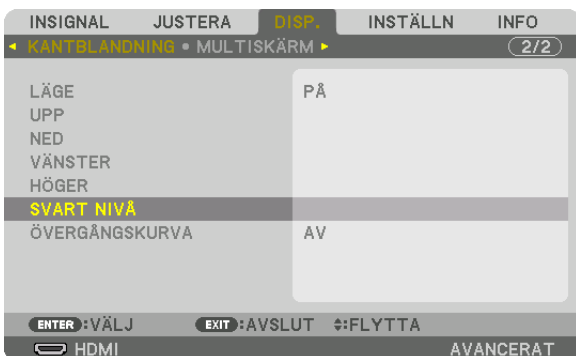 INSIGNAL JUSTERA DISP. INSTÄLLN INFO
KANTBLANDNING • MULTISKÄRM 2/2
LÄGE PÅ
UPP
NED
VÄNSTER
HÖGER
SVART NIVÅ
ÖVERGÅNGSKURVA AV
ENTER :VÄLJ EXIT :AVSLUT :FLYTTA
HDMI AVANCERAT